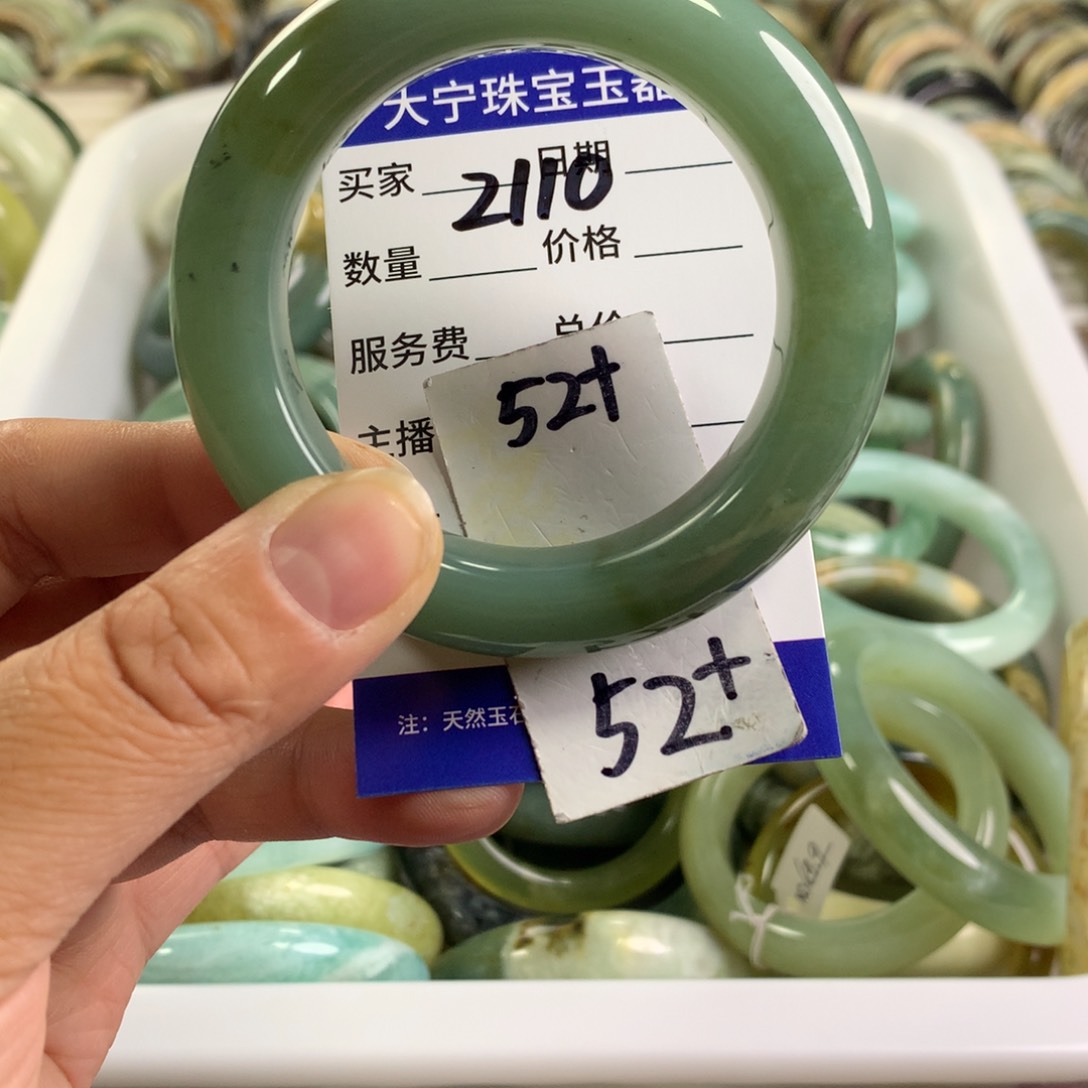 大宁珠宝玉器
买家 日期
2110
数量 价格
服务费 总价
52+
主播
52+
注：天然玉石